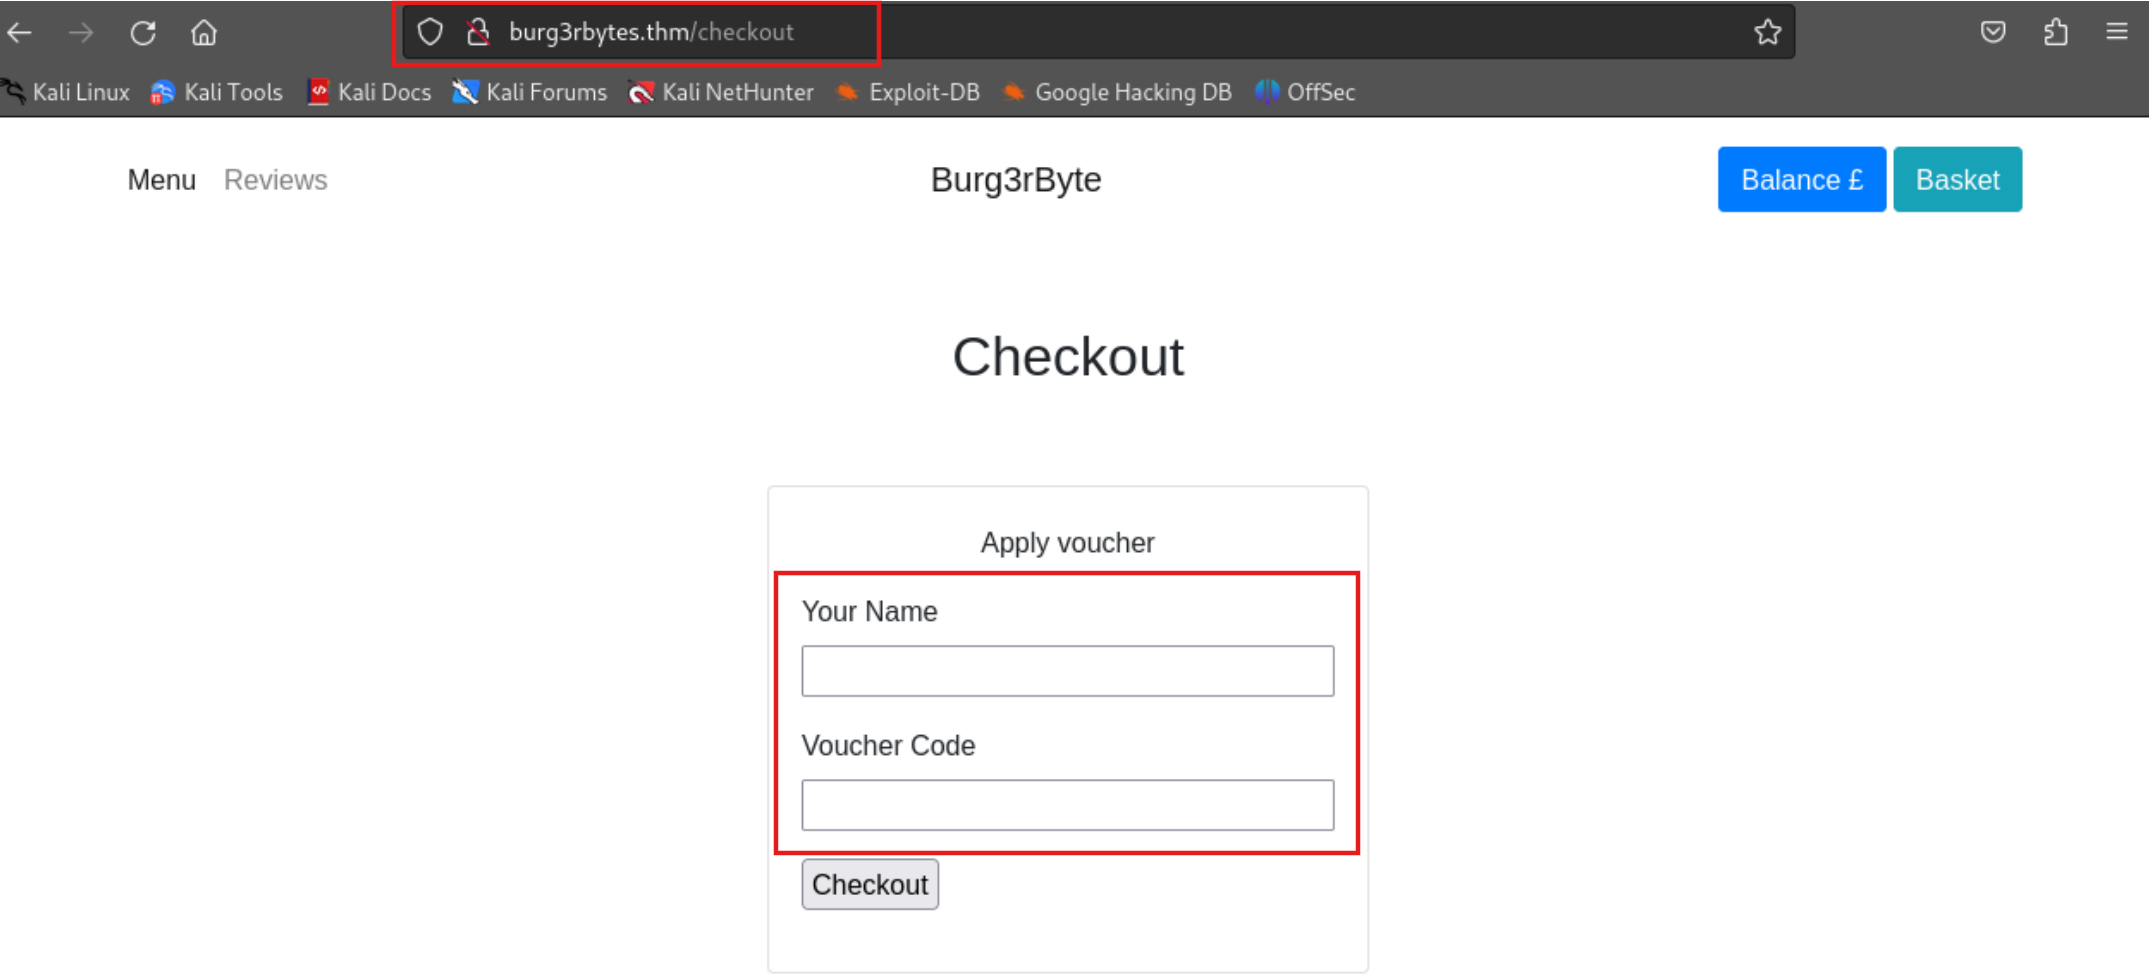 burg3rbytes.thm/checkout
Kali Linux Kali Tools Kali Docs Kali Forums Kali NetHunter Exploit-DB Google Hacking DB OffSec
Menu Reviews Burg3rByte Balance £ Basket
Checkout
Apply voucher
Your Name
Voucher Code
Checkout